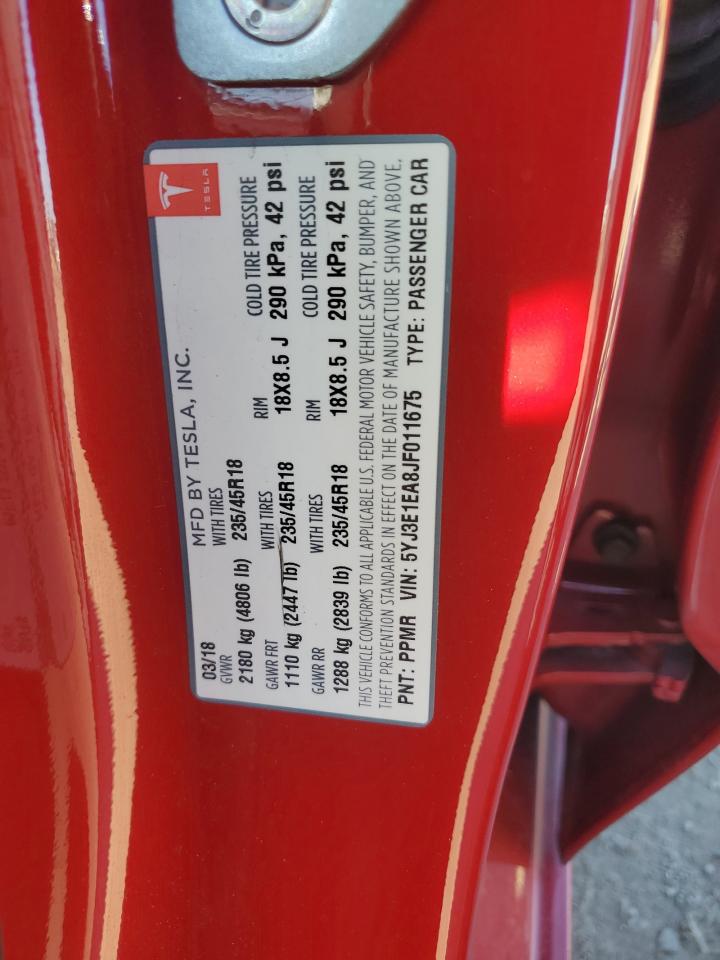 TESLA
03/18 MFD BY TESLA, INC.
GVWR WITH TIRES RIM COLD TIRE PRESSURE
2180 kg (4806 lb) 235/45R18 18X8.5 J 290 kPa, 42 psi
GAWR FRT WITH TIRES RIM COLD TIRE PRESSURE
1110 kg (2447 lb) 235/45R18 18X8.5 J 290 kPa, 42 psi
GAWR RR WITH TIRES
1288 kg (2839 lb) 235/45R18
THIS VEHICLE CONFORMS TO ALL APPLICABLE U.S. FEDERAL MOTOR VEHICLE SAFETY, BUMPER, AND
THEFT PREVENTION STANDARDS IN EFFECT ON THE DATE OF MANUFACTURE SHOWN ABOVE.
PNT: PPMR VIN: 5YJ3E1EA8JF011675 TYPE: PASSENGER CAR